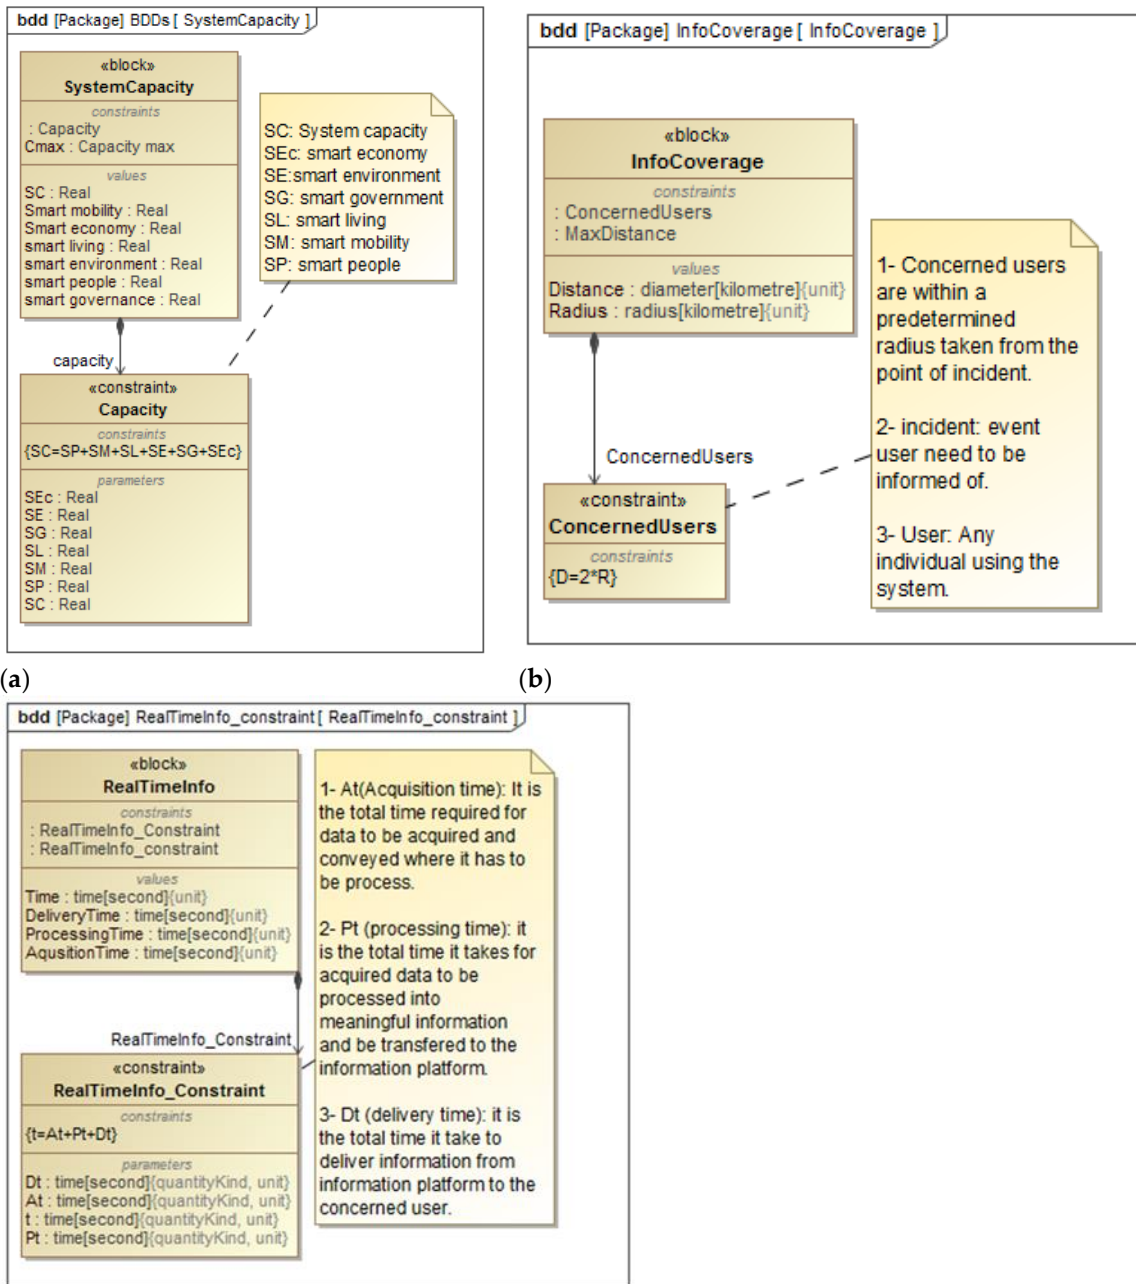 bdd [Package] BDDs [ SystemCapacity ]
«block»
SystemCapacity
constraints
: Capacity
Cmax : Capacity max
values
SC : Real
Smart mobility : Real
Smart economy : Real
smart living : Real
smart environment : Real
smart people : Real
smart governance : Real
SC: System capacity
SEc: smart economy
SE:smart environment
SG: smart government
SL: smart living
SM: smart mobility
SP: smart people
capacity
«constraint»
Capacity
constraints
{SC=SP+SM+SL+SE+SG+SEc}
parameters
SEc : Real
SE : Real
SG : Real
SL : Real
SM : Real
SP : Real
SC : Real
(a)
bdd [Package] InfoCoverage [ InfoCoverage ]
«block»
InfoCoverage
constraints
: ConcernedUsers
: MaxDistance
values
Distance : diameter[kilometre]{unit}
Radius : radius[kilometre]{unit}
1- Concerned users
are within a
predetermined
radius taken from the
point of incident.
2- incident: event
user need to be
informed of.
3- User: Any
individual using the
system.
ConcernedUsers
«constraint»
ConcernedUsers
constraints
{D=2*R}
(b)
bdd [Package] RealTimeInfo_constraint [ RealTimeInfo_constraint ]
«block»
RealTimeInfo
constraints
: RealTimeInfo_Constraint
: RealTimeInfo_constraint
values
Time : time[second]{unit}
DeliveryTime : time[second]{unit}
ProcessingTime : time[second]{unit}
AqusitionTime : time[second]{unit}
1- At(Acquisition time): It is
the total time required for
data to be acquired and
conveyed where it has to
be process.
2- Pt (processing time): it
is the total time it takes for
acquired data to be
processed into
meaningful information
and be transfered to the
information platform.
3- Dt (delivery time): it is
the total time it take to
deliver information from
information platform to the
concerned user.
RealTimeInfo_Constraint
«constraint»
RealTimeInfo_Constraint
constraints
{t=At+Pt+Dt}
parameters
Dt : time[second]{quantityKind, unit}
At : time[second]{quantityKind, unit}
t : time[second]{quantityKind, unit}
Pt : time[second]{quantityKind, unit}